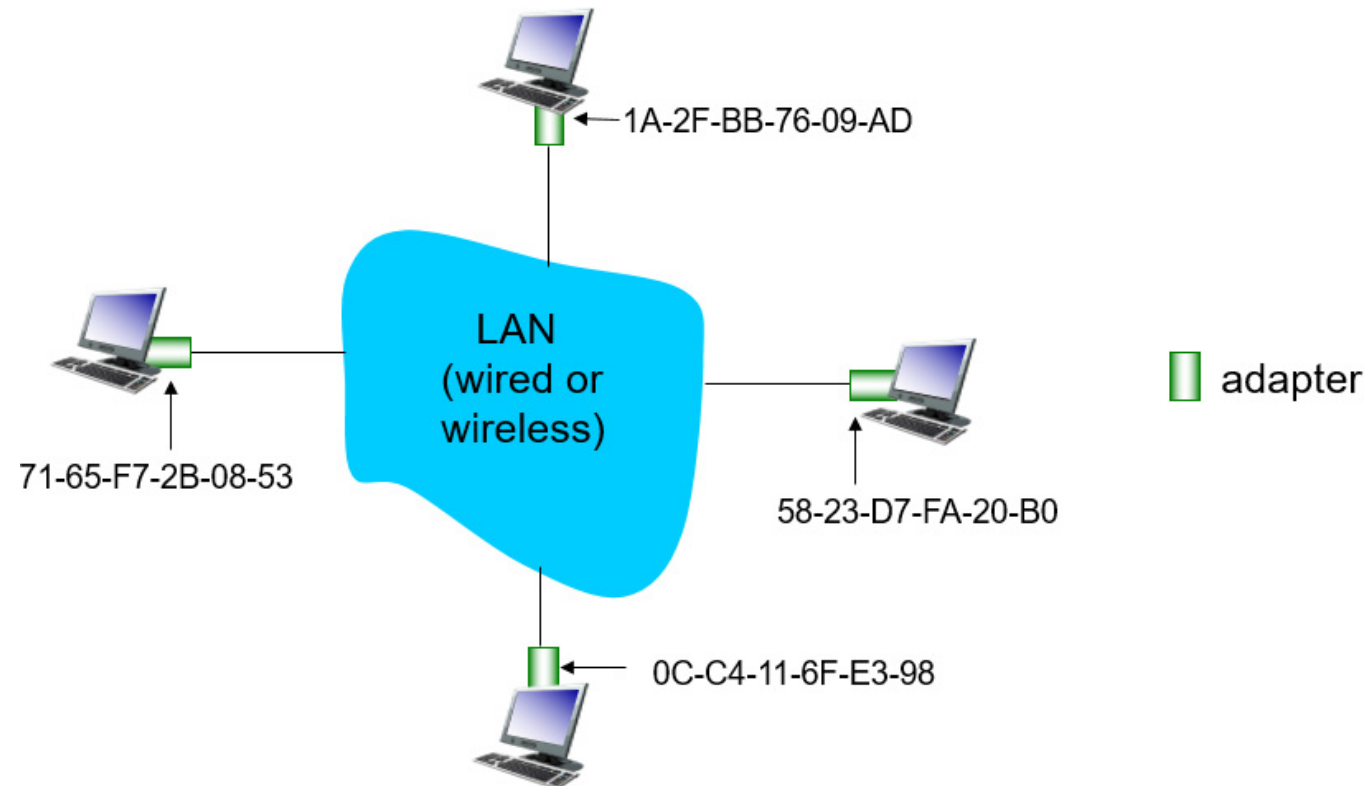 1A-2F-BB-76-09-AD
LAN
(wired or
wireless)
adapter
71-65-F7-2B-08-53
58-23-D7-FA-20-B0
0C-C4-11-6F-E3-98